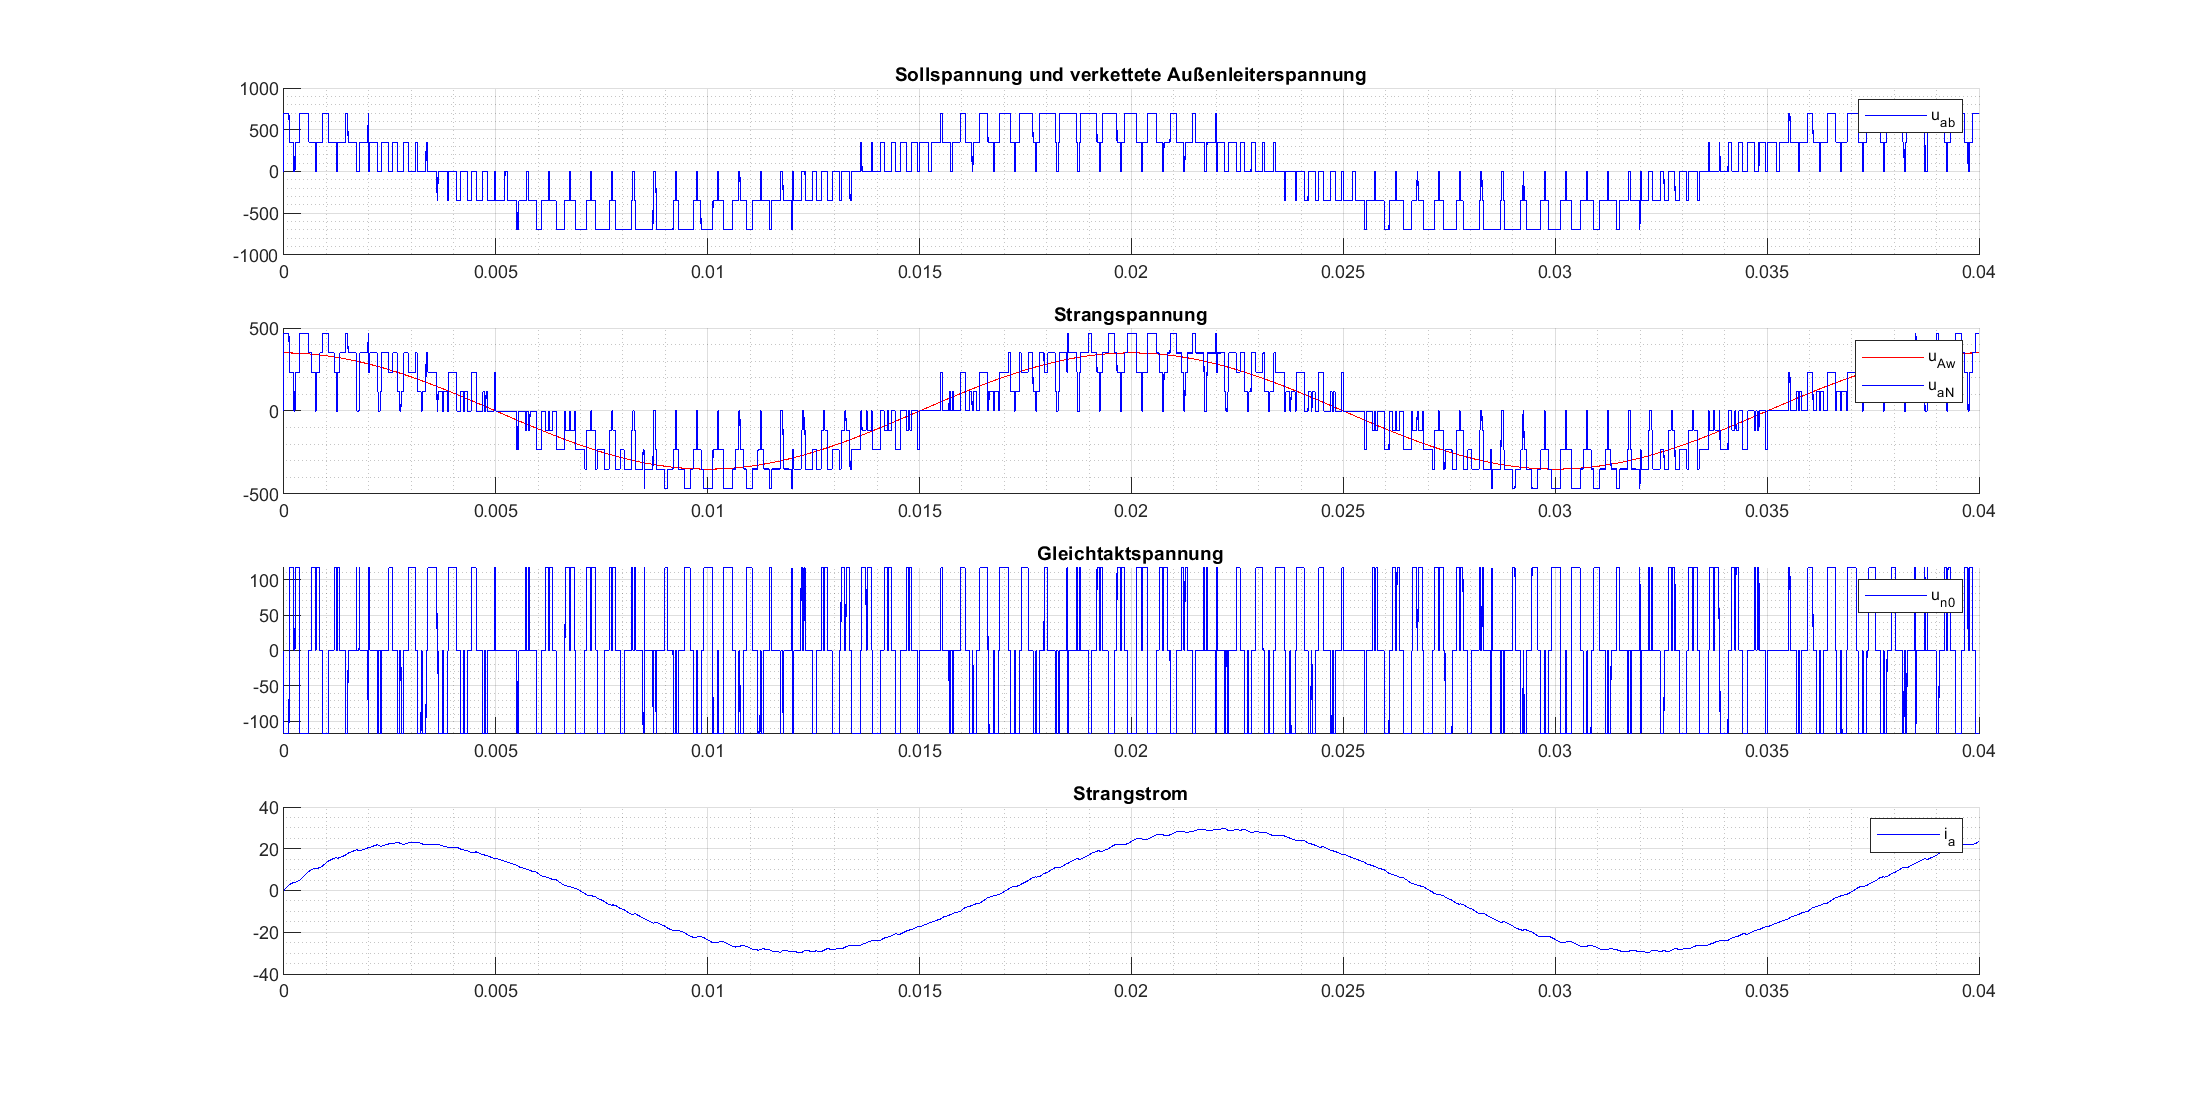 Sollspannung und verkettete Außenleiterspannung
1000
500
0
-500
-1000
u_ab
0 0.005 0.01 0.015 0.02 0.025 0.03 0.035 0.04
Strangspannung
500
0
-500
u_Aw
u_aN
0 0.005 0.01 0.015 0.02 0.025 0.03 0.035 0.04
Gleichtaktspannung
100
50
0
-50
-100
u_n0
0 0.005 0.01 0.015 0.02 0.025 0.03 0.035 0.04
Strangstrom
40
20
0
-20
-40
i_a
0 0.005 0.01 0.015 0.02 0.025 0.03 0.035 0.04